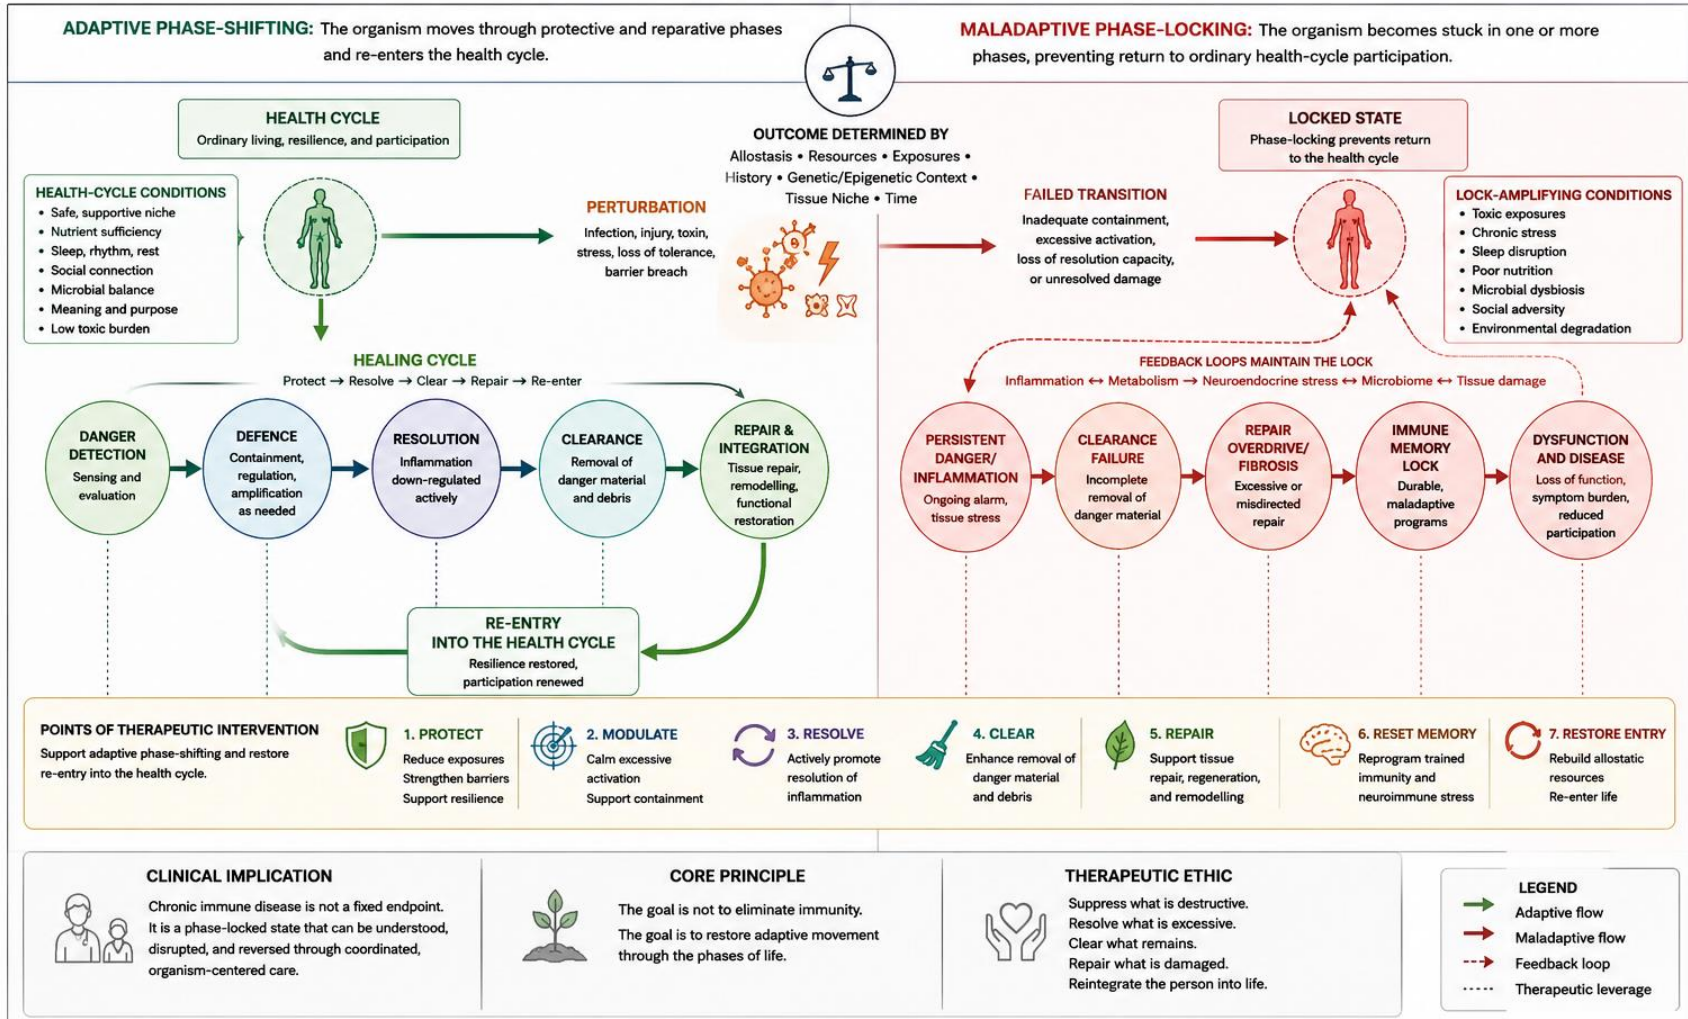 ADAPTIVE PHASE-SHIFTING: The organism moves through protective and reparative phases
and re-enters the health cycle.
MALADAPTIVE PHASE-LOCKING: The organism becomes stuck in one or more
phases, preventing return to ordinary health-cycle participation.
HEALTH CYCLE
Ordinary living, resilience, and participation
HEALTH-CYCLE CONDITIONS
• Safe, supportive niche
• Nutrient sufficiency
• Sleep, rhythm, rest
• Social connection
• Microbial balance
• Meaning and purpose
• Low toxic burden
PERTURBATION
Infection, injury, toxin,
stress, loss of tolerance,
barrier breach
OUTCOME DETERMINED BY
Allostasis • Resources • Exposures •
History • Genetic/Epigenetic Context •
Tissue Niche • Time
FAILED TRANSITION
Inadequate containment,
excessive activation,
loss of resolution capacity,
or unresolved damage
LOCKED STATE
Phase-locking prevents return
to the health cycle
LOCK-AMPLIFYING CONDITIONS
• Toxic exposures
• Chronic stress
• Sleep disruption
• Poor nutrition
• Microbial dysbiosis
• Social adversity
• Environmental degradation
HEALING CYCLE
Protect → Resolve → Clear → Repair → Re-enter
DANGER
DETECTION
Sensing and
evaluation
DEFENCE
Containment,
regulation,
amplification
as needed
RESOLUTION
Inflammation
down-regulated
actively
CLEARANCE
Removal of
danger material
and debris
REPAIR &
INTEGRATION
Tissue repair,
remodelling,
functional
restoration
RE-ENTRY
INTO THE HEALTH CYCLE
Resilience restored,
participation renewed
FEEDBACK LOOPS MAINTAIN THE LOCK
Inflammation ↔ Metabolism → Neuroendocrine stress ↔ Microbiome ↔ Tissue damage
PERSISTENT
DANGER/
INFLAMMATION
Ongoing alarm,
tissue stress
CLEARANCE
FAILURE
Incomplete
removal of
danger material
REPAIR
OVERDRIVE/
FIBROSIS
Excessive or
misdirected
repair
IMMUNE
MEMORY
LOCK
Durable,
maladaptive
programs
DYSFUNCTION
AND DISEASE
Loss of function,
symptom burden,
reduced
participation
POINTS OF THERAPEUTIC INTERVENTION
Support adaptive phase-shifting and restore
re-entry into the health cycle.
1. PROTECT
Reduce exposures
Strengthen barriers
Support resilience
2. MODULATE
Calm excessive
activation
Support containment
3. RESOLVE
Actively promote
resolution of
inflammation
4. CLEAR
Enhance removal of
danger material
and debris
5. REPAIR
Support tissue
repair, regeneration,
and remodelling
6. RESET MEMORY
Reprogram trained
immunity and
neuroimmune stress
7. RESTORE ENTRY
Rebuild allostatic
resources
Re-enter life
CLINICAL IMPLICATION
Chronic immune disease is not a fixed endpoint.
It is a phase-locked state that can be understood,
disrupted, and reversed through coordinated,
organism-centered care.
CORE PRINCIPLE
The goal is not to eliminate immunity.
The goal is to restore adaptive movement
through the phases of life.
THERAPEUTIC ETHIC
Suppress what is destructive.
Resolve what is excessive.
Clear what remains.
Repair what is damaged.
Reintegrate the person into life.
LEGEND
Adaptive flow
Maladaptive flow
Feedback loop
Therapeutic leverage